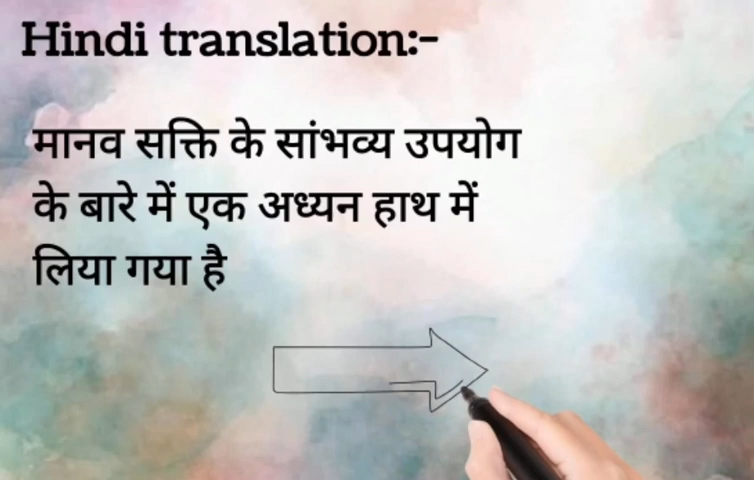 Hindi translation:-
मानव सक्ति के सांभव्य उपयोग
के बारे में एक अध्यन हाथ में
लिया गया है